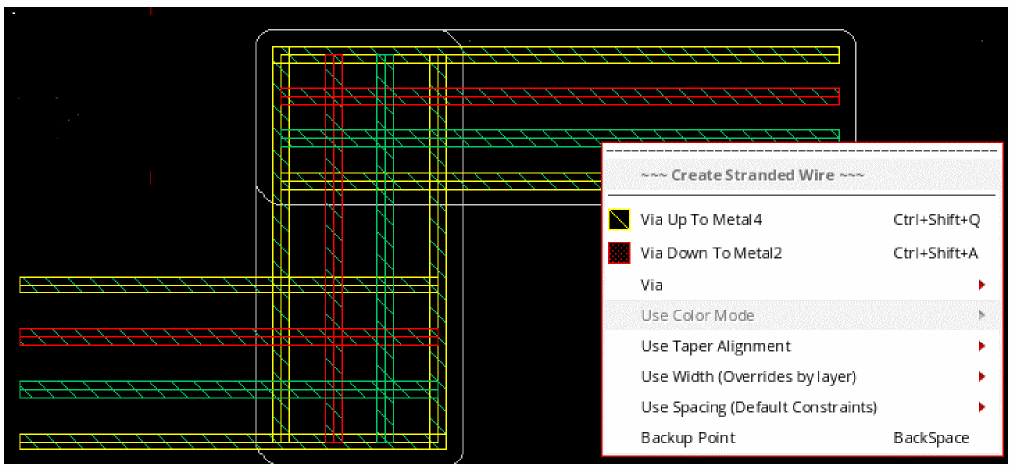 ~~~ Create Stranded Wire ~~~
Via Up To Metal4 Ctrl+Shift+Q
Via Down To Metal2 Ctrl+Shift+A
Via
Use Color Mode
Use Taper Alignment
Use Width (Overrides by layer)
Use Spacing (Default Constraints)
Backup Point BackSpace